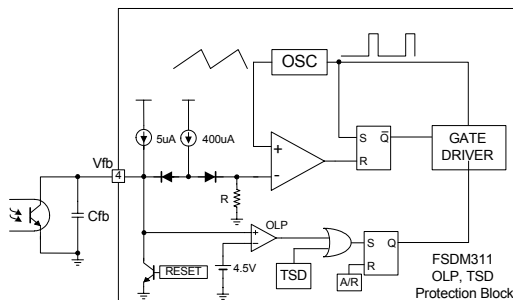 OSC
5uA
400uA
Vfb
4
+
-
S
Q
R
GATE
DRIVER
R
Cfb
OLP
+
-
RESET
4.5V
TSD
S
Q
R
A/R
FSDM311
OLP, TSD
Protection Block